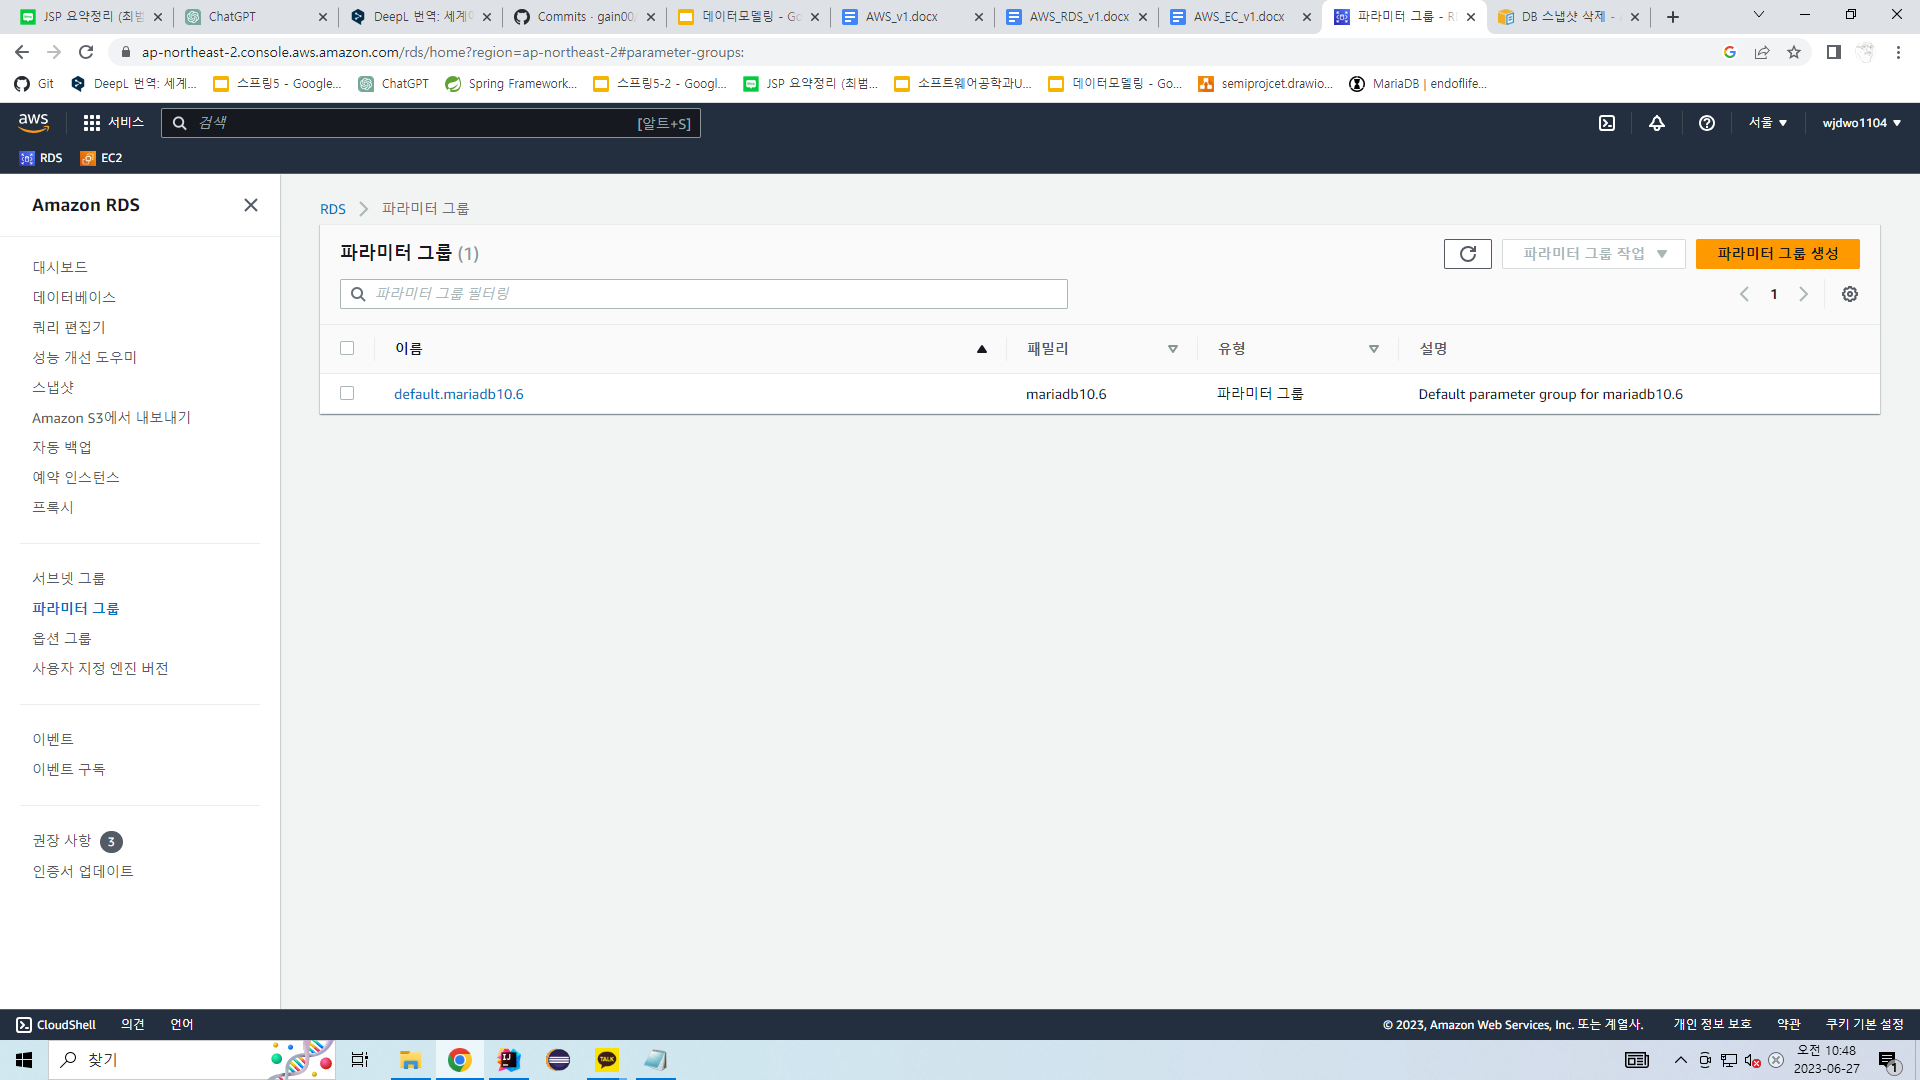 JSP 요약정리 (최범
ChatGPT
DeepL 번역: 세계에
Commits · gain00/
데이터모델링 - Go
AWS_v1.docx
AWS_RDS_v1.docx
AWS_EC_v1.docx
파라미터 그룹 - R
DB 스냅샷 삭제 -
ap-northeast-2.console.aws.amazon.com/rds/home?region=ap-northeast-2#parameter-groups:
Git
DeepL 번역: 세계...
스프링5 - Google...
ChatGPT
Spring Framework...
스프링5-2 - Googl...
JSP 요약정리 (최범...
소프트웨어공학과U...
데이터모델링 - Go...
semiprojcet.drawio...
MariaDB | endoflife...
aws
서비스
검색
[알트+S]
서울
wjdwo1104
RDS
EC2
Amazon RDS
대시보드
데이터베이스
쿼리 편집기
성능 개선 도우미
스냅샷
Amazon S3에서 내보내기
자동 백업
예약 인스턴스
프록시
서브넷 그룹
파라미터 그룹
옵션 그룹
사용자 지정 엔진 버전
이벤트
이벤트 구독
권장 사항 3
인증서 업데이트
RDS
파라미터 그룹
파라미터 그룹 (1)
파라미터 그룹 작업
파라미터 그룹 생성
파라미터 그룹 필터링
1
이름
패밀리
유형
설명
default.mariadb10.6
mariadb10.6
파라미터 그룹
Default parameter group for mariadb10.6
CloudShell
의견
언어
© 2023, Amazon Web Services, Inc. 또는 계열사.
개인 정보 보호
약관
쿠키 기본 설정
찾기
TALK
오전 10:48
2023-06-27
1